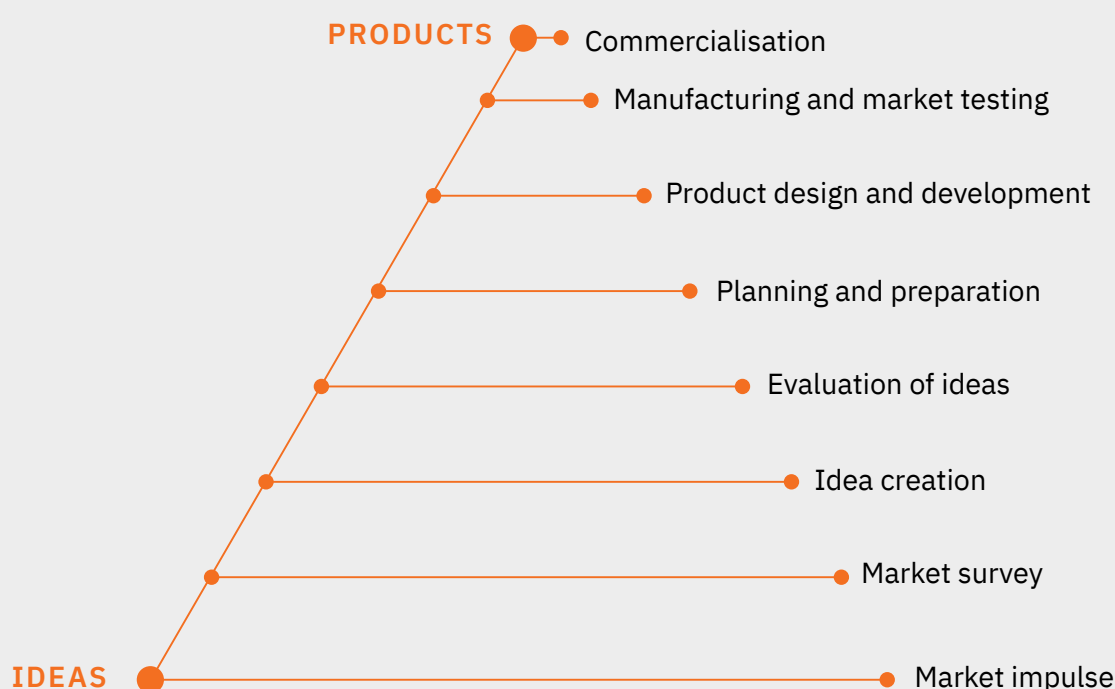 PRODUCTS
Commercialisation
Manufacturing and market testing
Product design and development
Planning and preparation
Evaluation of ideas
Idea creation
Market survey
IDEAS
Market impulse